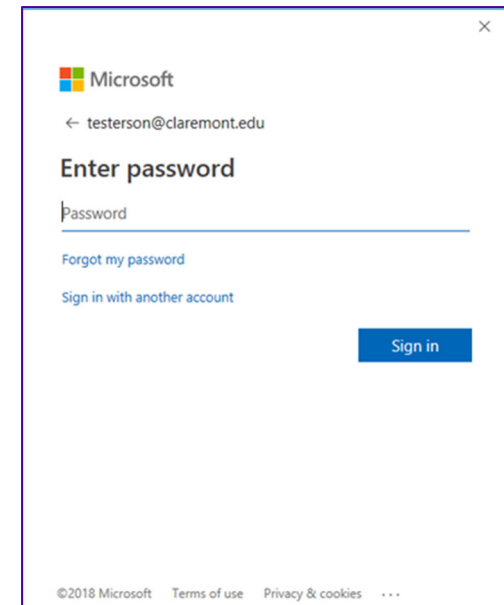 Microsoft
← testerson@claremont.edu
Enter password
Password
Forgot my password
Sign in with another account
Sign in
©2018 Microsoft Terms of use Privacy & cookies ...